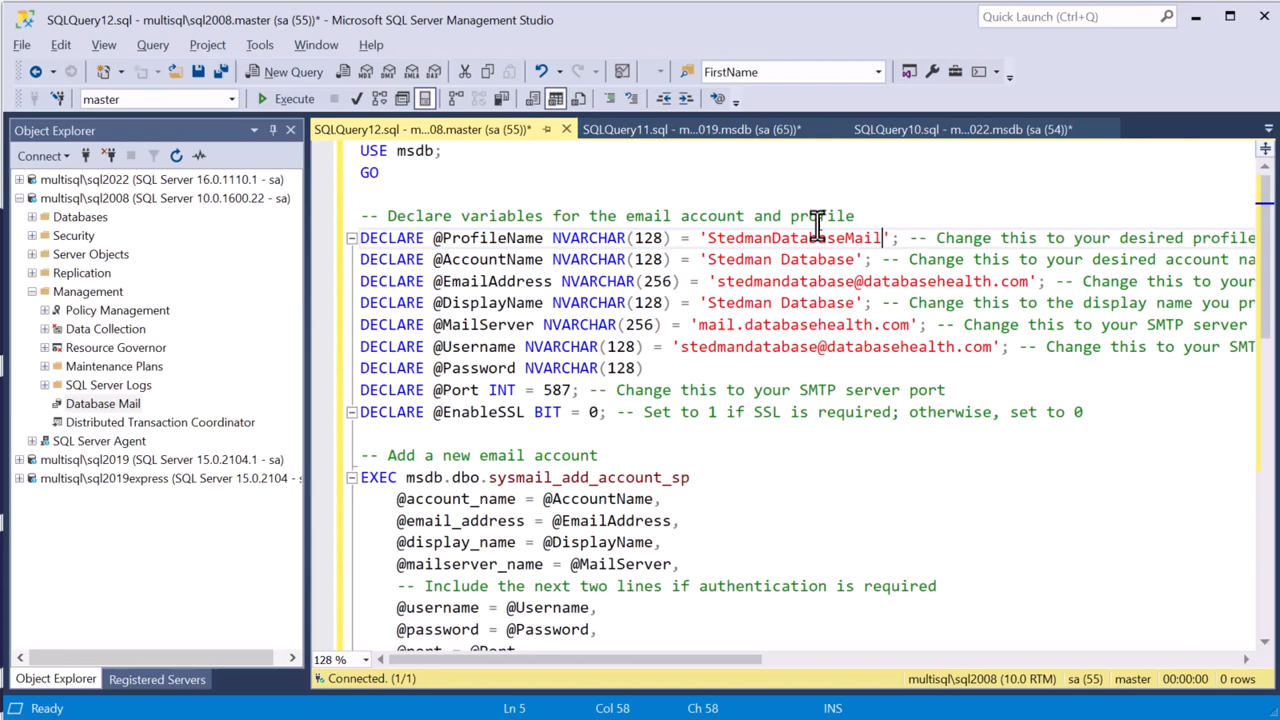 SQLQuery12.sql - multisql\sql2008.master (sa (55))* - Microsoft SQL Server Management Studio
Quick Launch (Ctrl+Q)
File Edit View Query Project Tools Window Help
New Query
MDX DMX XMLA DAX
FirstName
master
Execute
Object Explorer
SQLQuery12.sql - m...08.master (sa (55))*
SQLQuery11.sql - m...019.msdb (sa (65))*
SQLQuery10.sql - m...022.msdb (sa (54))*
Connect
multisql\sql2022 (SQL Server 16.0.1110.1 - sa)
multisql\sql2008 (SQL Server 10.0.1600.22 - sa)
Databases
Security
Server Objects
Replication
Management
Policy Management
Data Collection
Resource Governor
Maintenance Plans
SQL Server Logs
Database Mail
Distributed Transaction Coordinator
SQL Server Agent
multisql\sql2019 (SQL Server 15.0.2104.1 - sa)
multisql\sql2019express (SQL Server 15.0.2104 - s
USE msdb;
GO
-- Declare variables for the email account and profile
DECLARE @ProfileName NVARCHAR(128) = 'StedmanDatabaseMail'; -- Change this to your desired profile
DECLARE @AccountName NVARCHAR(128) = 'Stedman Database'; -- Change this to your desired account na
DECLARE @EmailAddress NVARCHAR(256) = 'stedmandatabase@databasehealth.com'; -- Change this to your
DECLARE @DisplayName NVARCHAR(128) = 'Stedman Database'; -- Change this to the display name you pr
DECLARE @MailServer NVARCHAR(256) = 'mail.databasehealth.com'; -- Change this to your SMTP server
DECLARE @Username NVARCHAR(128) = 'stedmandatabase@databasehealth.com'; -- Change this to your SMT
DECLARE @Password NVARCHAR(128)
DECLARE @Port INT = 587; -- Change this to your SMTP server port
DECLARE @EnableSSL BIT = 0; -- Set to 1 if SSL is required; otherwise, set to 0
-- Add a new email account
EXEC msdb.dbo.sysmail_add_account_sp
@account_name = @AccountName,
@email_address = @EmailAddress,
@display_name = @DisplayName,
@mailserver_name = @MailServer,
-- Include the next two lines if authentication is required
@username = @Username,
@password = @Password,
@port = @Port
128 %
Object Explorer
Registered Servers
Connected. (1/1)
multisql\sql2008 (10.0 RTM) sa (55) master 00:00:00 0 rows
Ready
Ln 5
Col 58
Ch 58
INS